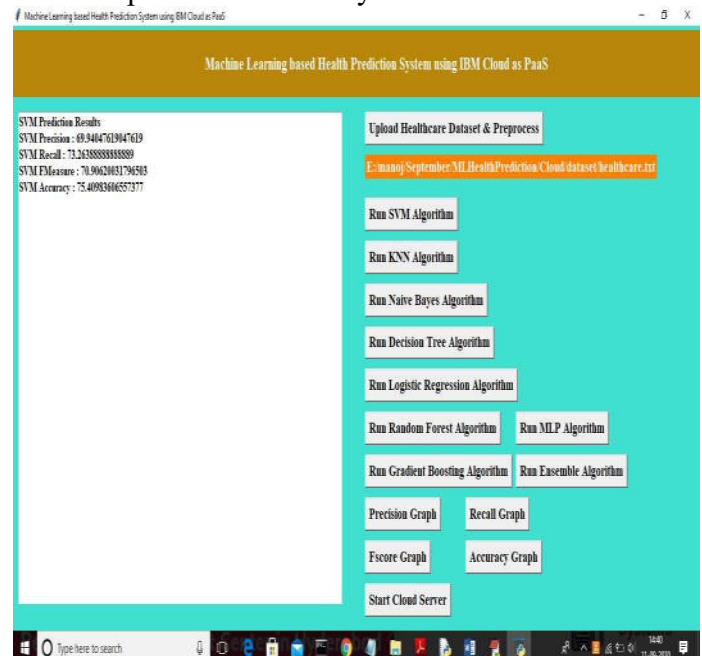 Machine Learning based Health Prediction System using IBM Cloud as PaaS
Machine Learning based Health Prediction System using IBM Cloud as PaaS
SVM Prediction Results
SVM Precision : 69.94047619047619
SVM Recall : 73.26388888888889
SVM FMeasure : 70.90620031796503
SVM Accuracy : 75.40983606557377
Upload Healthcare Dataset & Preprocess
E:/manoj/September/MLHealthPrediction/Cloud/dataset/healthcare.txt
Run SVM Algorithm
Run KNN Algorithm
Run Naive Bayes Algorithm
Run Decision Tree Algorithm
Run Logistic Regression Algorithm
Run Random Forest Algorithm
Run MLP Algorithm
Run Gradient Boosting Algorithm
Run Ensemble Algorithm
Precision Graph
Recall Graph
Fscore Graph
Accuracy Graph
Start Cloud Server
Type here to search
14:40